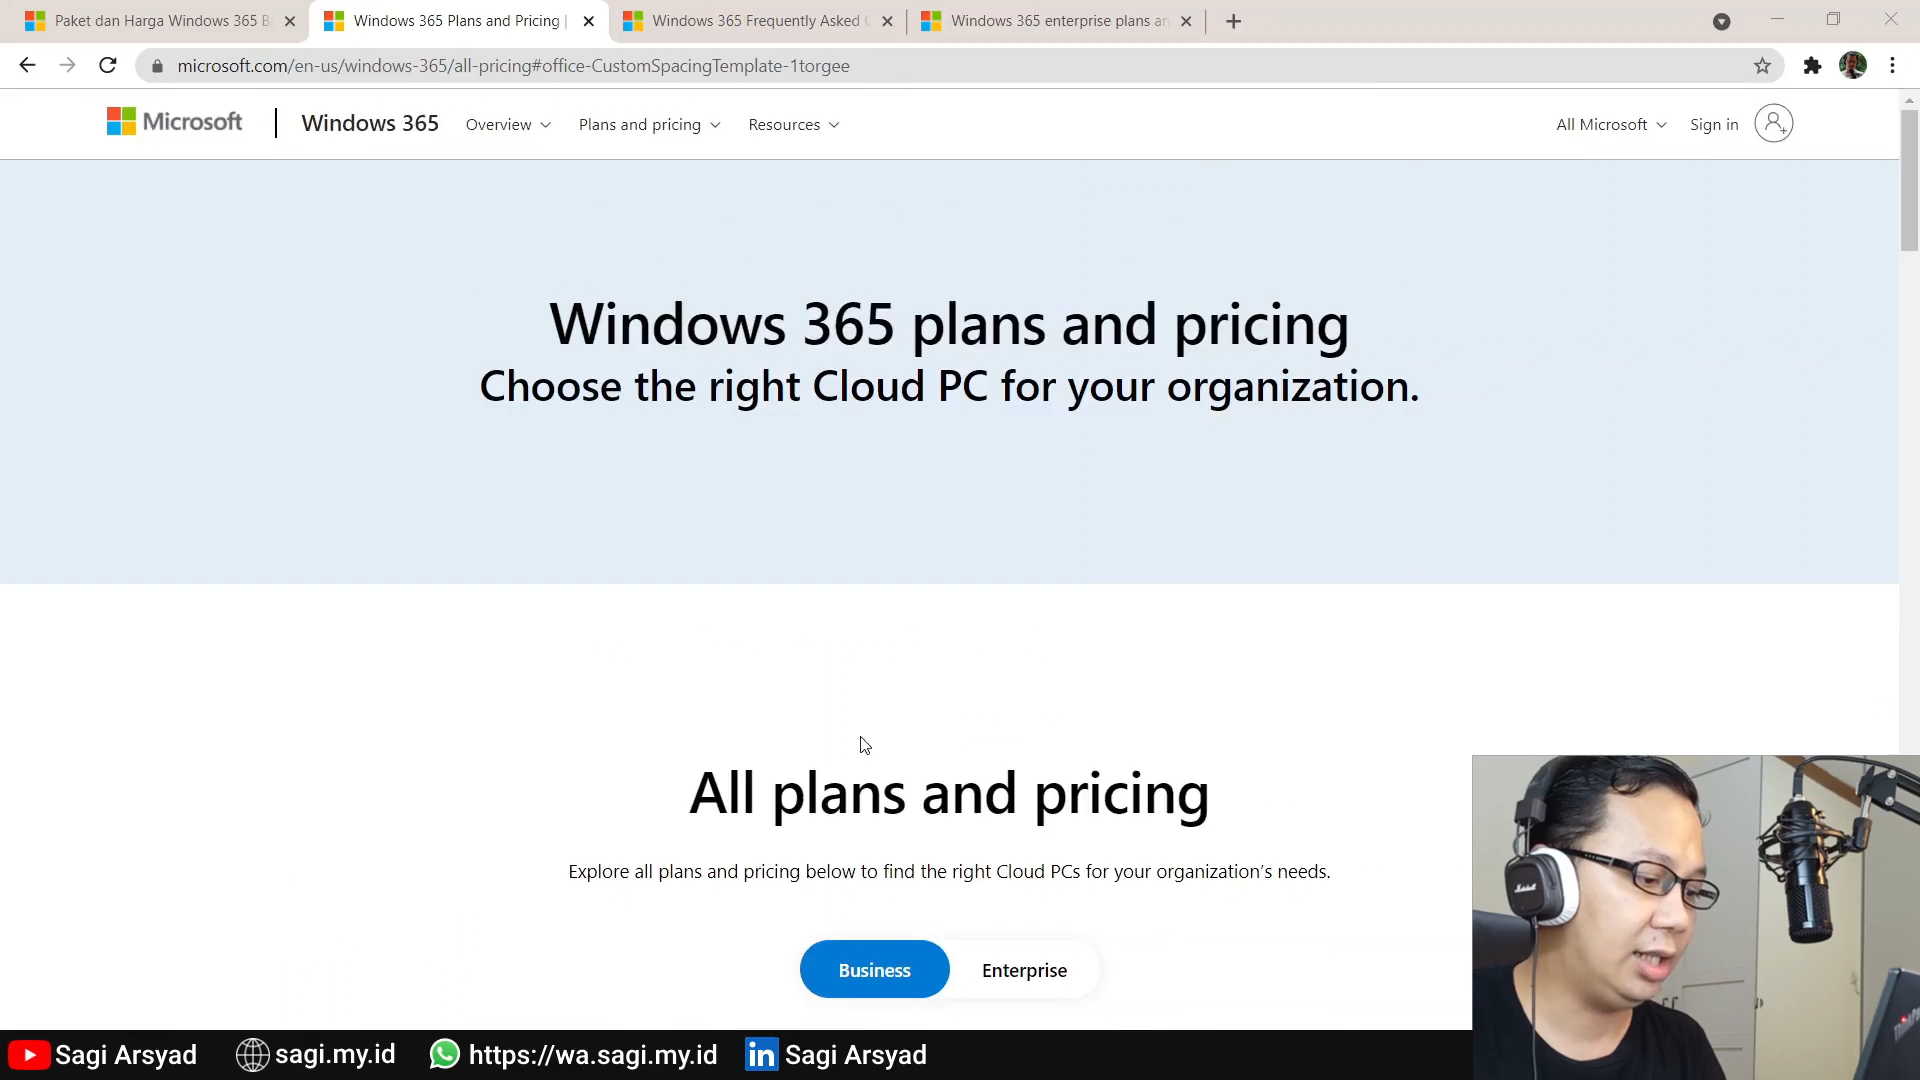 Paket dan Harga Windows 365 B
Windows 365 Plans and Pricing |
Windows 365 Frequently Asked
Windows 365 enterprise plans an
microsoft.com/en-us/windows-365/all-pricing#office-CustomSpacingTemplate-1torgee
Microsoft
Windows 365
Overview
Plans and pricing
Resources
All Microsoft
Sign in
Windows 365 plans and pricing
Choose the right Cloud PC for your organization.
All plans and pricing
Explore all plans and pricing below to find the right Cloud PCs for your organization's needs.
Business
Enterprise
Marshall
Sagi Arsyad
sagi.my.id
https://wa.sagi.my.id
in
Sagi Arsyad